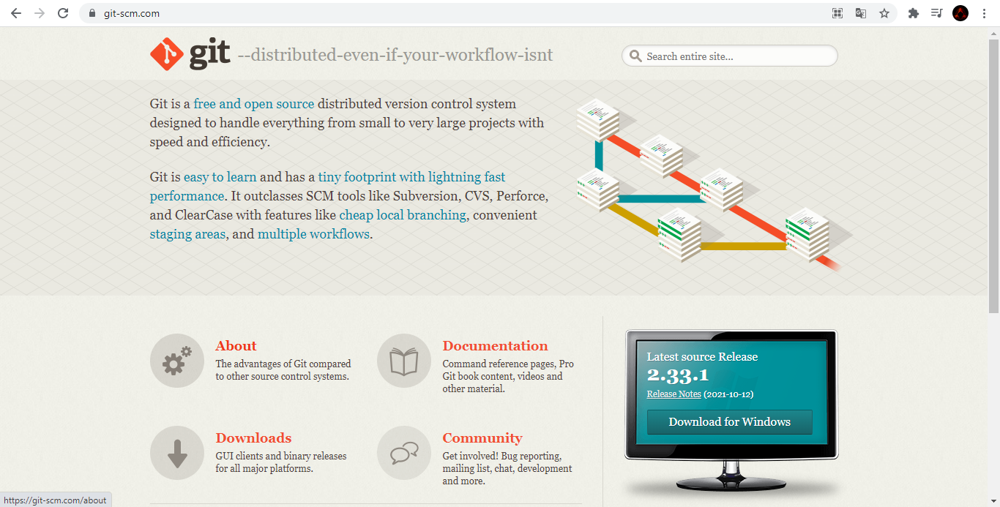 git-scm.com
git --distributed-even-if-your-workflow-isnt
Search entire site...
Git is a free and open source distributed version control system
designed to handle everything from small to very large projects with
speed and efficiency.
Git is easy to learn and has a tiny footprint with lightning fast
performance. It outclasses SCM tools like Subversion, CVS, Perforce,
and ClearCase with features like cheap local branching, convenient
staging areas, and multiple workflows.
About
The advantages of Git compared
to other source control systems.
Documentation
Command reference pages, Pro
Git book content, videos and
other material.
Downloads
GUI clients and binary releases
for all major platforms.
Community
Get involved! Bug reporting,
mailing list, chat, development
and more.
Latest source Release
2.33.1
Release Notes (2021-10-12)
Download for Windows
https://git-scm.com/about